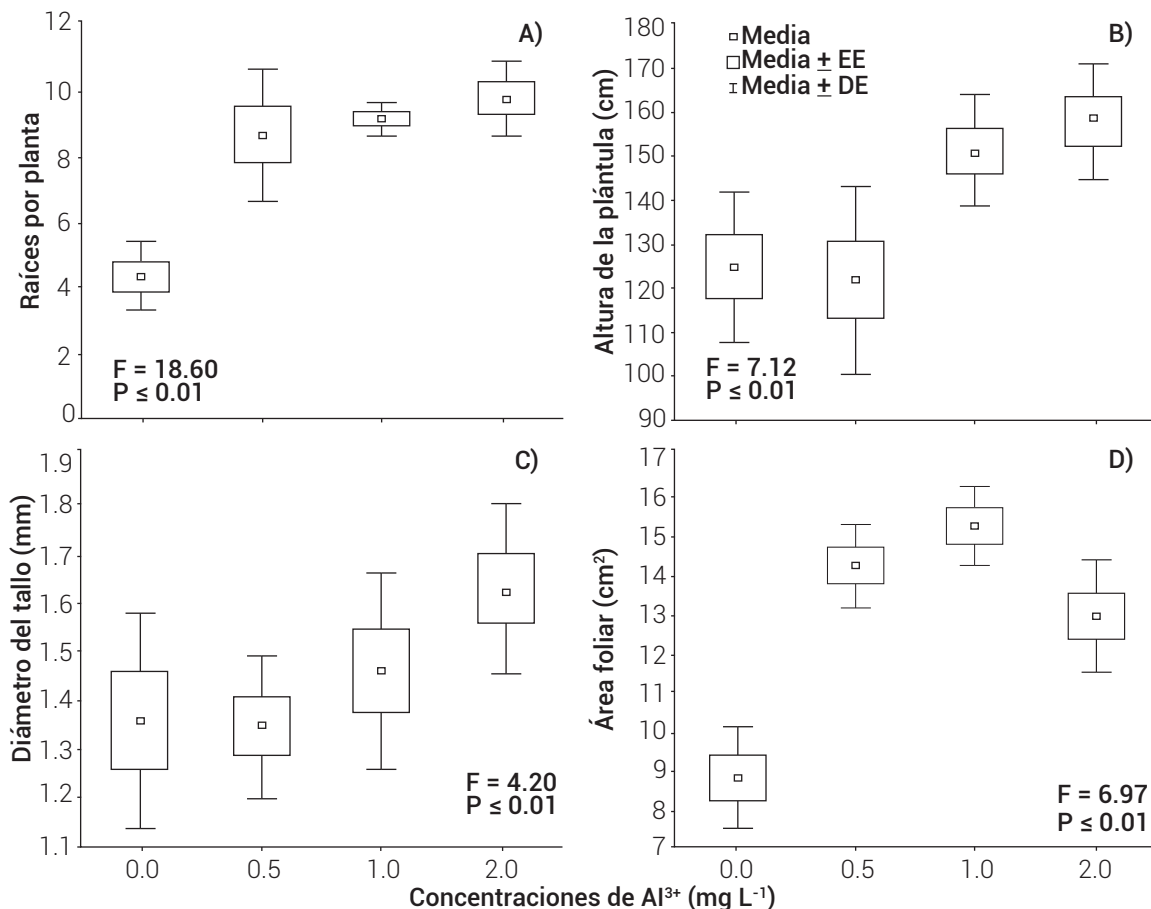 A)
Raíces por planta
12
10
8
6
4
2
0
F = 18.60
P ≤ 0.01
B)
Media
Media ± EE
Media ± DE
Altura de la plántula (cm)
180
170
160
150
140
130
120
110
100
90
F = 7.12
P ≤ 0.01
C)
Diámetro del tallo (mm)
1.9
1.8
1.7
1.6
1.5
1.4
1.3
1.2
1.1
F = 4.20
P ≤ 0.01
0.0 0.5 1.0 2.0
D)
Área foliar (cm²)
17
16
15
14
13
12
11
10
9
8
7
F = 6.97
P ≤ 0.01
0.0 0.5 1.0 2.0
Concentraciones de Al³⁺ (mg L⁻¹)